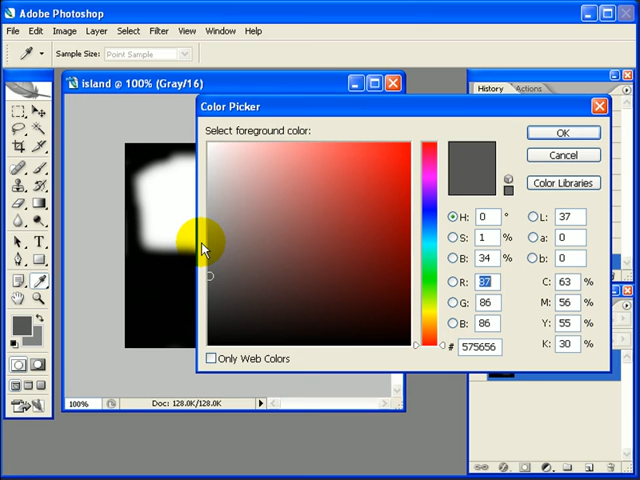 Adobe Photoshop
File Edit Image Layer Select Filter View Window Help
Sample Size: Point Sample
island @ 100% (Gray/16)
History Actions
Color Picker
Select foreground color:
OK
Cancel
Color Libraries
H: 0 ° L: 37
S: 1 % a: 0
B: 34 % b: 0
R: 87 C: 63 %
G: 86 M: 56 %
B: 86 Y: 55 %
# 575656 K: 30 %
Only Web Colors
100% Doc: 128.0K/128.0K